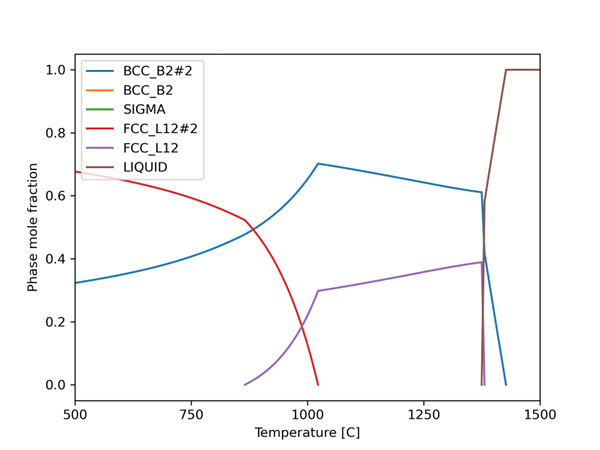 1.0
0.8
0.6
0.4
0.2
0.0
Phase mole fraction
BCC_B2#2
BCC_B2
SIGMA
FCC_L12#2
FCC_L12
LIQUID
500
750
1000
1250
1500
Temperature [C]